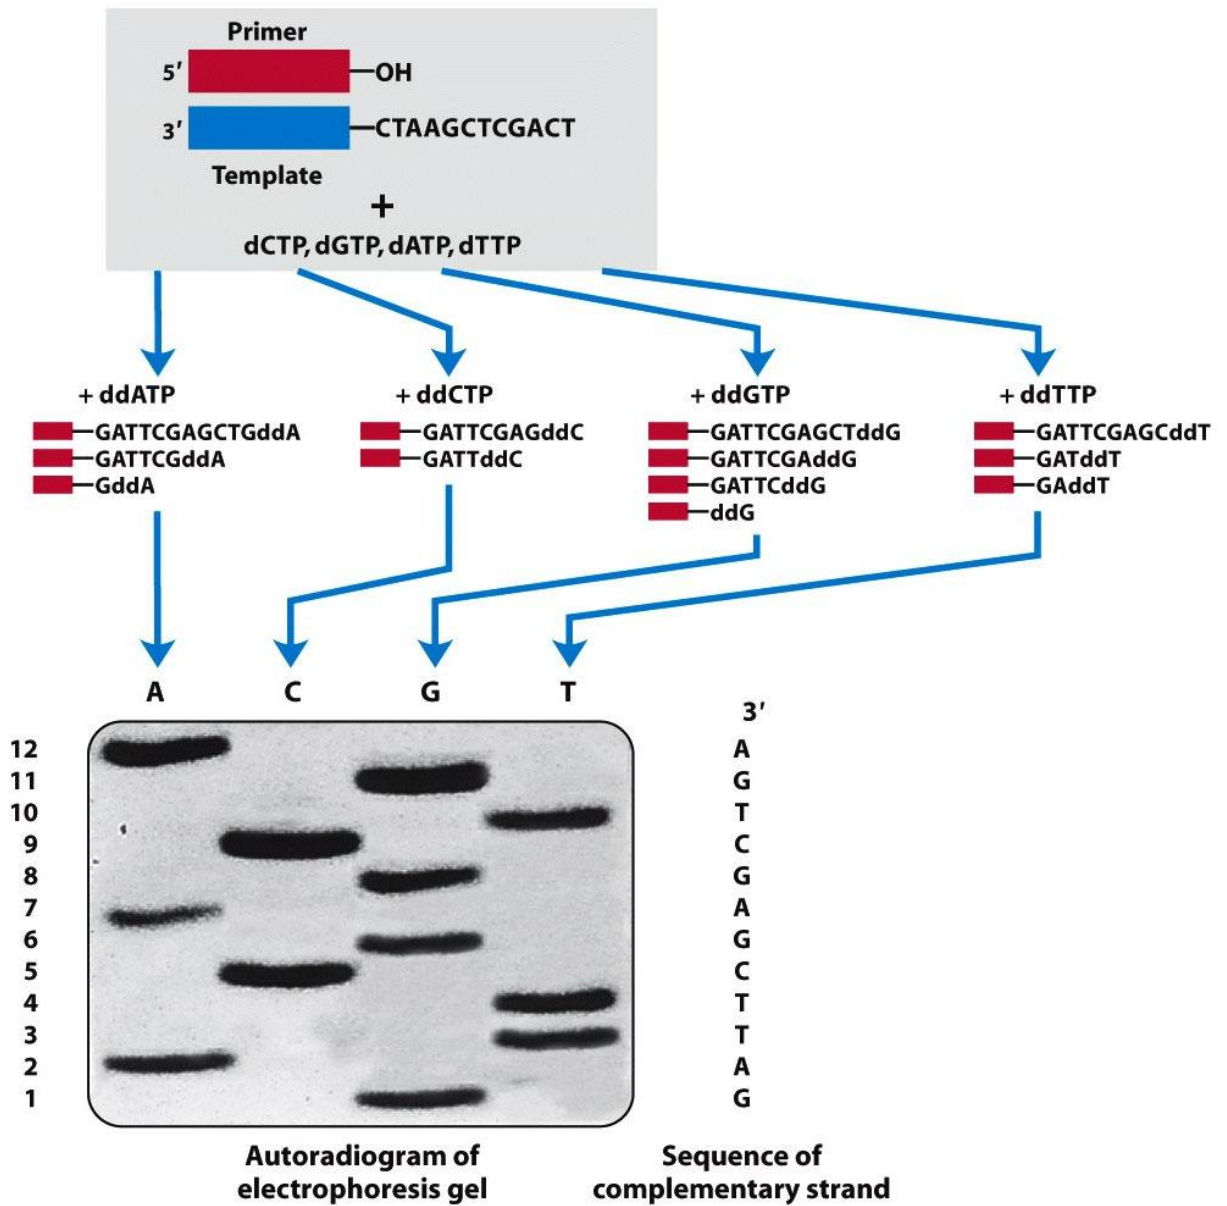 Primer
5′ —OH
3′ —CTAAGCTCGACT
Template
+
dCTP, dGTP, dATP, dTTP
+ ddATP
GATTCGAGCTGddA
GATTCGddA
GddA
+ ddCTP
GATTCGAGddC
GATTddC
+ ddGTP
GATTCGAGCTddG
GATTCGAddG
GATTCddG
ddG
+ ddTTP
GATTCGAGCddT
GATddT
GAddT
A C G T
3′
12 A
11 G
10 T
9 C
8 G
7 A
6 G
5 C
4 T
3 T
2 A
1 G
Autoradiogram of
electrophoresis gel
Sequence of
complementary strand